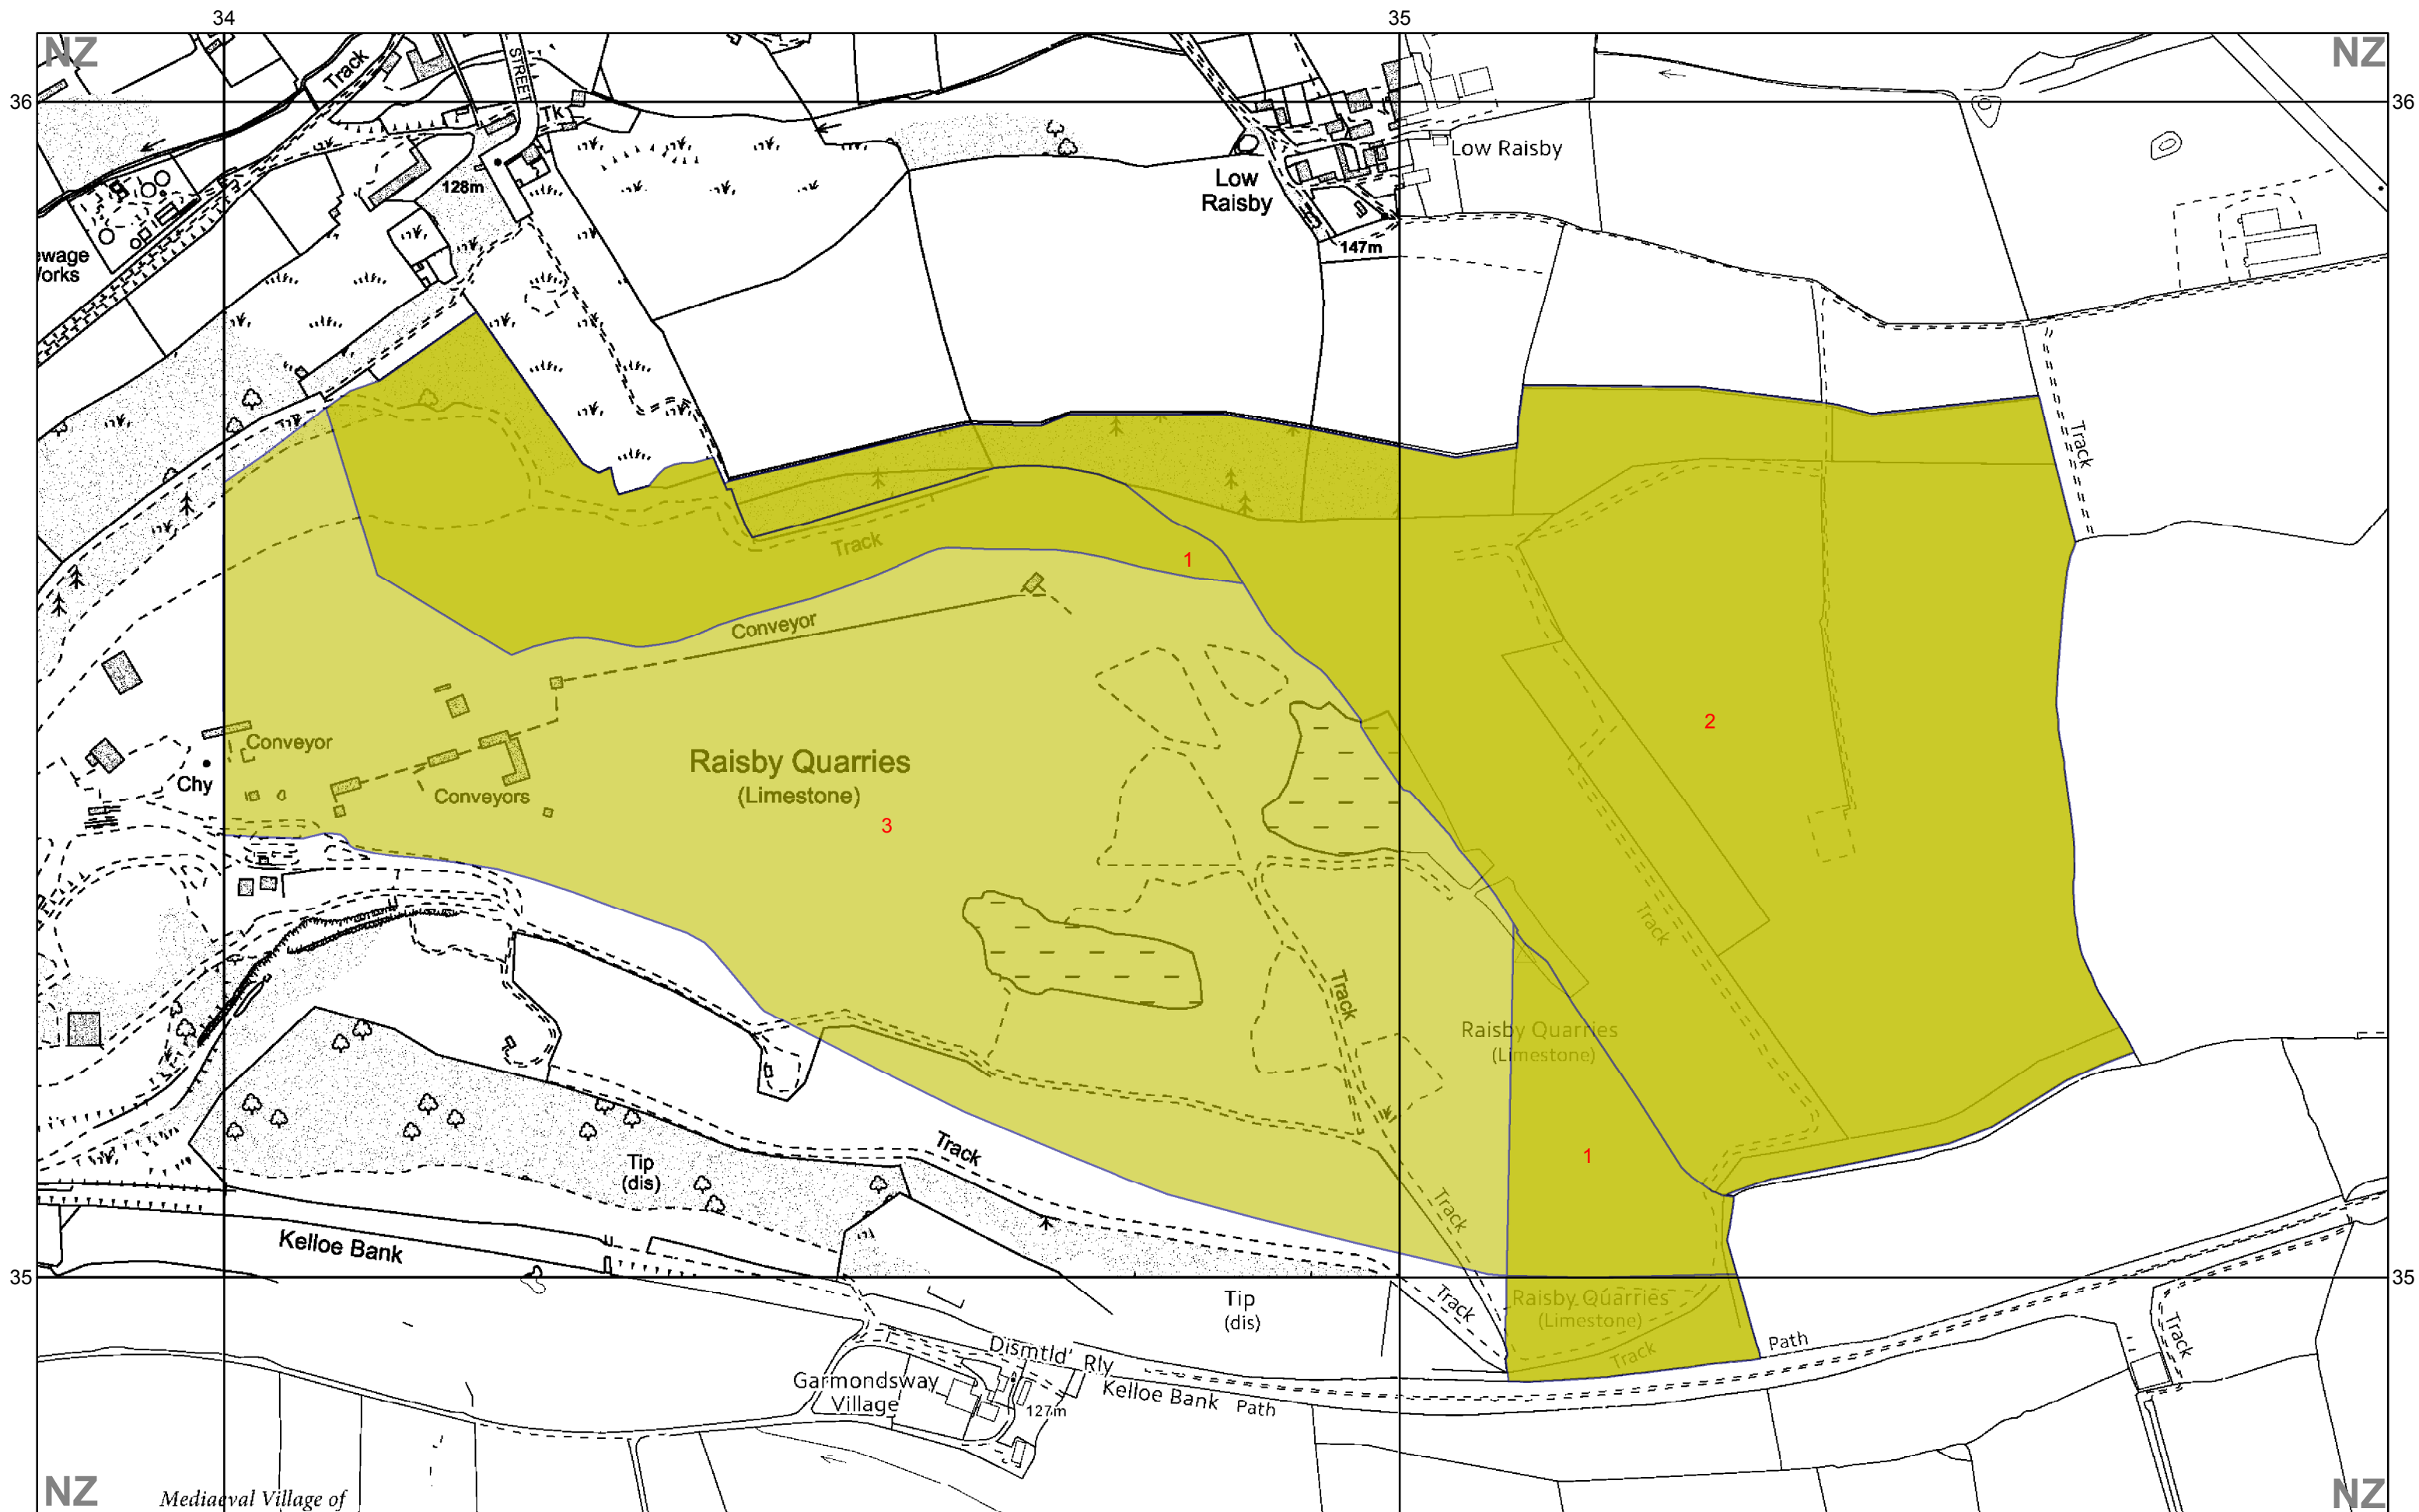 34
35
NZ
NZ
36
36
Track
STREET
Tk
128m
Low Raisby
Low
Raisby
147m
ewage
Vorks
Track
Track
1
Conveyor
2
Conveyor
Raisby Quarries
(Limestone)
Chy
Conveyors
3
Track
Track
Raisby Quarries
(Limestone)
Track
Tip
(dis)
1
Track
Kelloe Bank
35
35
Tip
(dis)
Track
Raisby Quarries
(Limestone)
Path
Track
Track
Dismtld' Rly
Garmondsway
Village
Kelloe Bank Path
127m
NZ
Mediaeval Village of
NZ